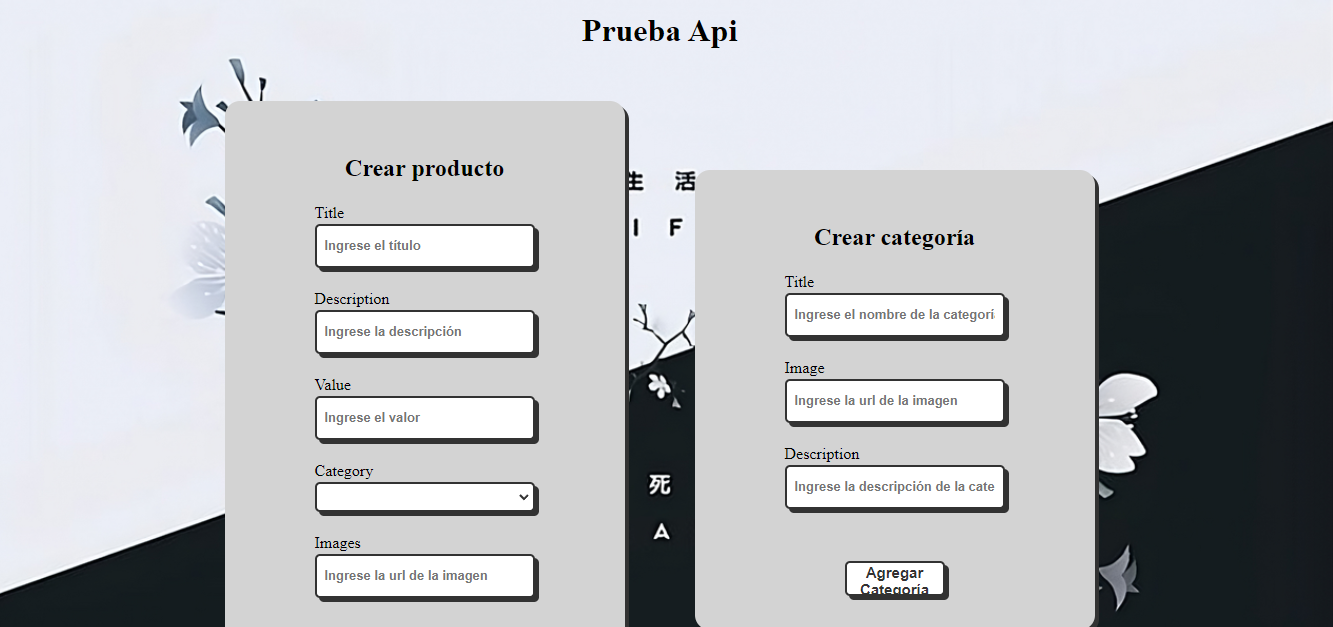 Prueba Api
Crear producto
Title
Ingrese el título
Description
Ingrese la descripción
Value
Ingrese el valor
Category
Images
Ingrese la url de la imagen
生 活
I F
死
A
Crear categoría
Title
Ingrese el nombre de la categorí
Image
Ingrese la url de la imagen
Description
Ingrese la descripción de la cate
Agregar
Categoría